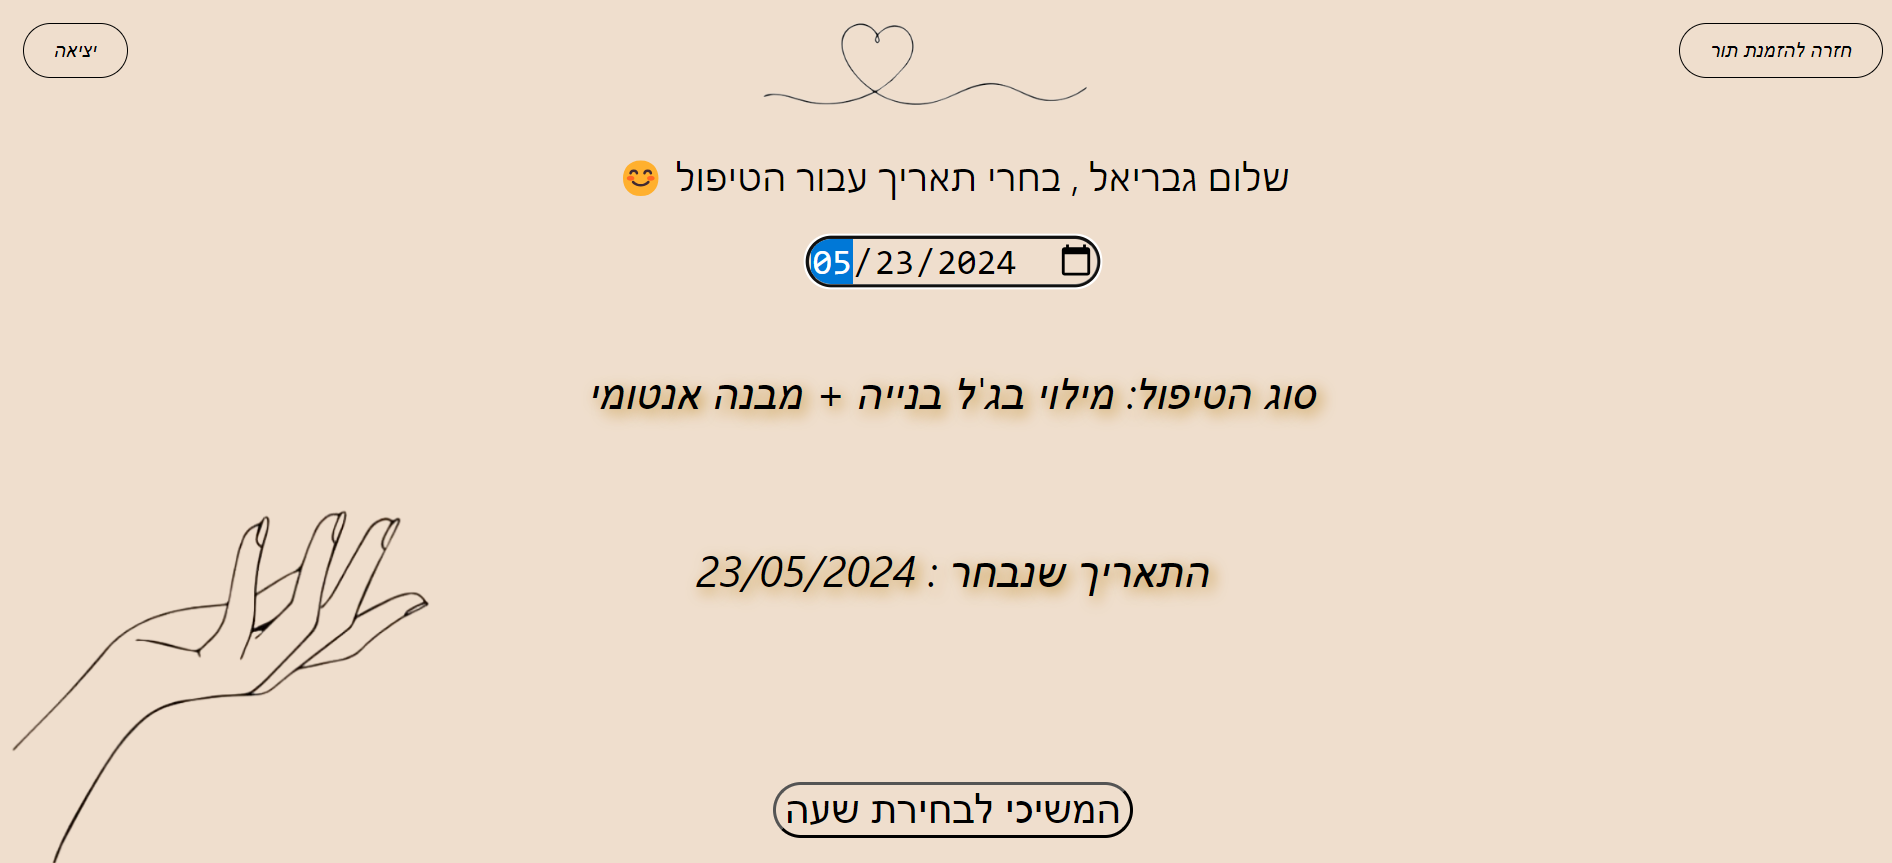 חזרה להזמנת תור
יציאה
שלום גבריאל , בחרי תאריך עבור הטיפול 😊
05/23/2024
סוג הטיפול: מילוי בג'ל בנייה + מבנה אנטומי
התאריך שנבחר : 23/05/2024
המשיכי לבחירת שעה